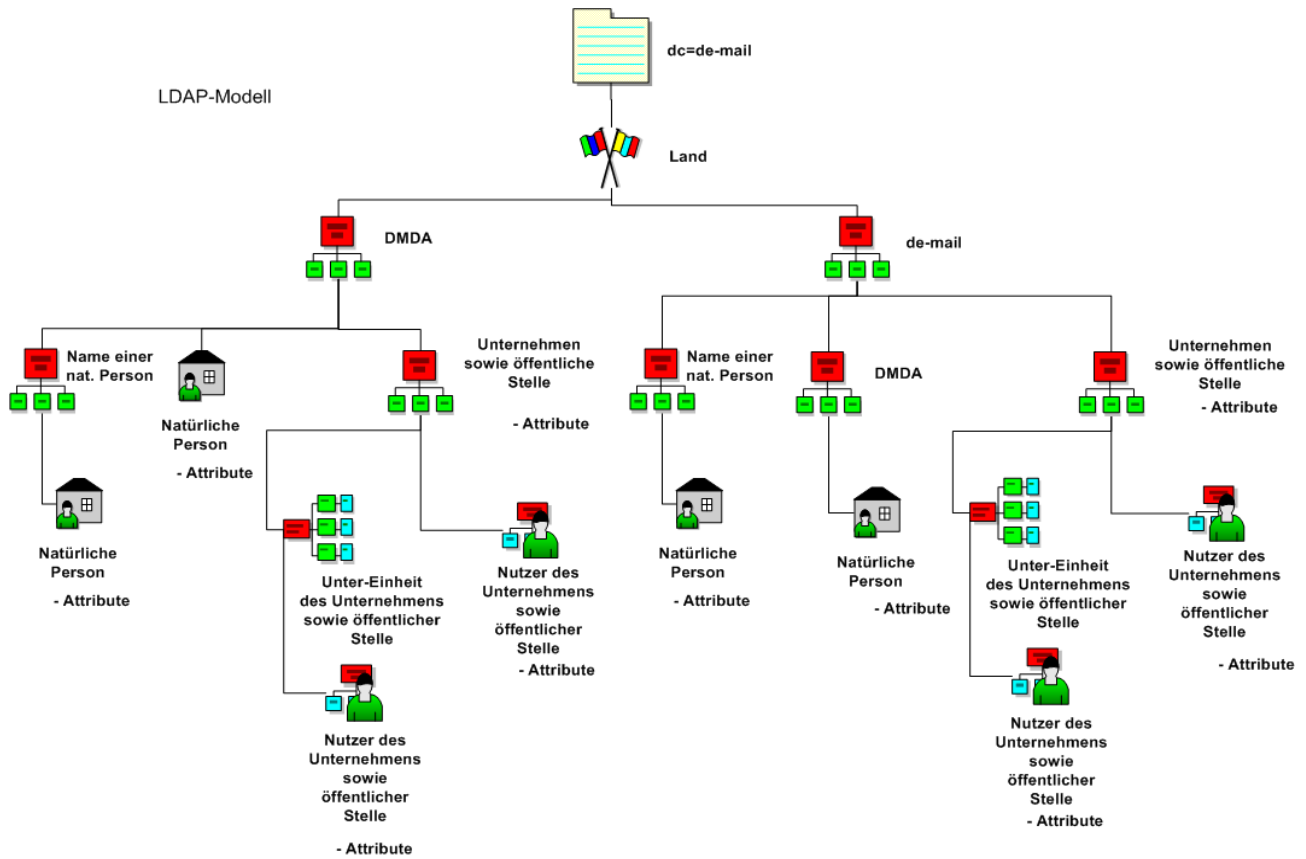 dc=de-mail
LDAP-Modell
Land
DMDA
de-mail
Name einer
nat. Person
Natürliche
Person
- Attribute
Unternehmen
sowie öffentliche
Stelle
- Attribute
Name einer
nat. Person
DMDA
Unternehmen
sowie öffentliche
Stelle
- Attribute
Natürliche
Person
- Attribute
Unter-Einheit
des Unternehmens
sowie öffentlicher
Stelle
Nutzer des
Unternehmens
sowie
öffentlicher
Stelle
- Attribute
Natürliche
Person
- Attribute
Natürliche
Person
- Attribute
Unter-Einheit
des Unternehmens
sowie öffentlicher
Stelle
Nutzer des
Unternehmens
sowie
öffentlicher
Stelle
- Attribute
Nutzer des
Unternehmens
sowie
öffentlicher
Stelle
- Attribute
Nutzer des
Unternehmens
sowie
öffentlicher
Stelle
- Attribute